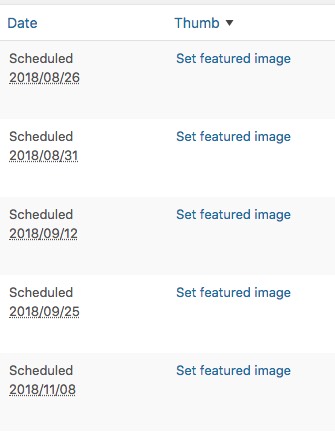 Date Thumb ▼
Scheduled Set featured image
2018/08/26
Scheduled Set featured image
2018/08/31
Scheduled Set featured image
2018/09/12
Scheduled Set featured image
2018/09/25
Scheduled Set featured image
2018/11/08